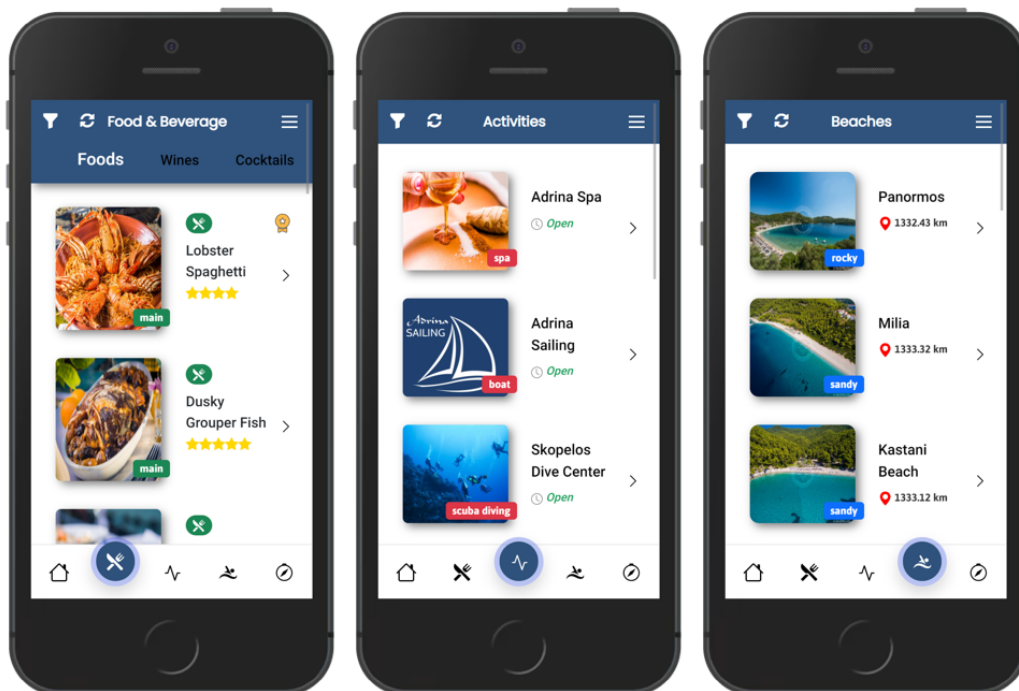 Food & Beverage
Foods Wines Cocktails
Lobster
Spaghetti
main
Dusky
Grouper Fish
main
Activities
Adrina Spa
Open
spa
Adrina
Sailing
Open
Adrina
SAILING
boat
Skopelos
Dive Center
Open
scuba diving
Beaches
Panormos
1332.43 km
rocky
Milia
1333.32 km
sandy
Kastani
Beach
1333.12 km
sandy